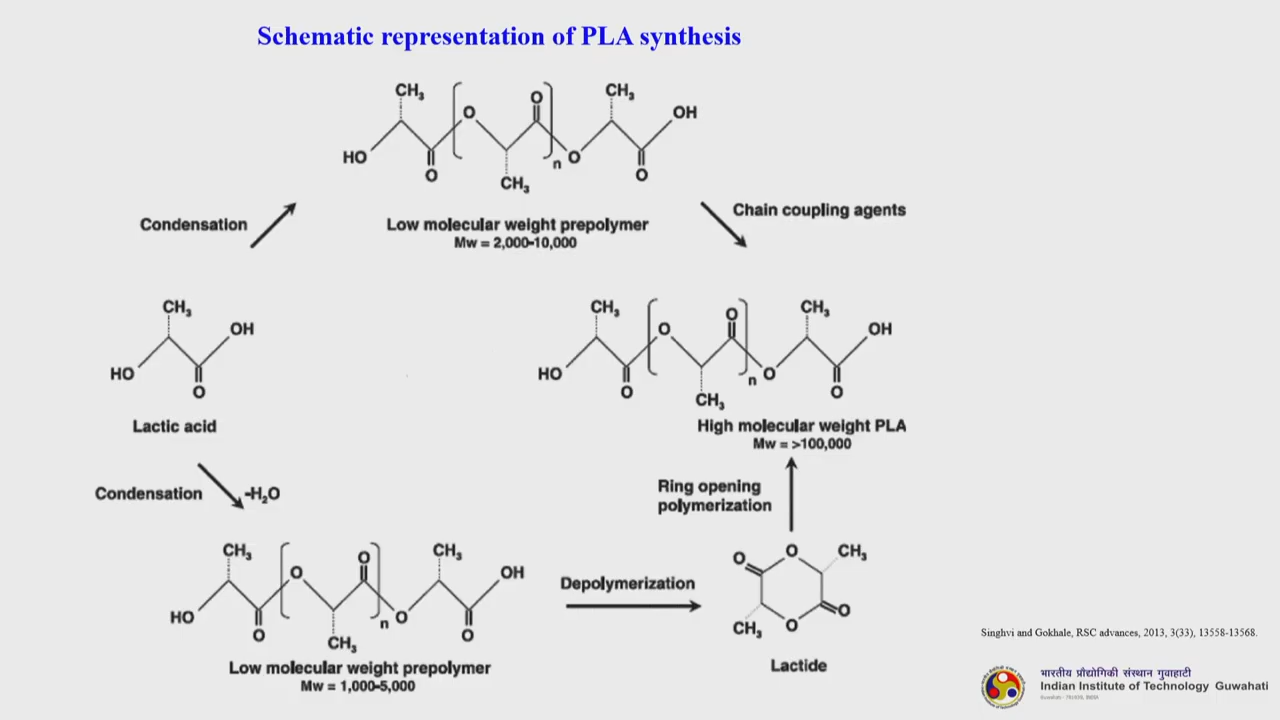 Schematic representation of PLA synthesis
CH₃ O O CH₃ OH
HO O CH₃ n O O
Condensation
Low molecular weight prepolymer
Mw = 2,000-10,000
Chain coupling agents
CH₃ OH
HO O
Lactic acid
CH₃ O O CH₃ OH
HO O CH₃ n O O
High molecular weight PLA
Mw = >100,000
Condensation -H₂O
Ring opening
polymerization
CH₃ O O CH₃ OH
HO O CH₃ n O O
Low molecular weight prepolymer
Mw = 1,000-5,000
Depolymerization
O O CH₃
CH₃ O O
Lactide
Singhvi and Gokhale, RSC advances, 2013, 3(33), 13558-13568.
भारतीय प्रौद्योगिकी संस्थान गुवाहाटी
Indian Institute of Technology Guwahati